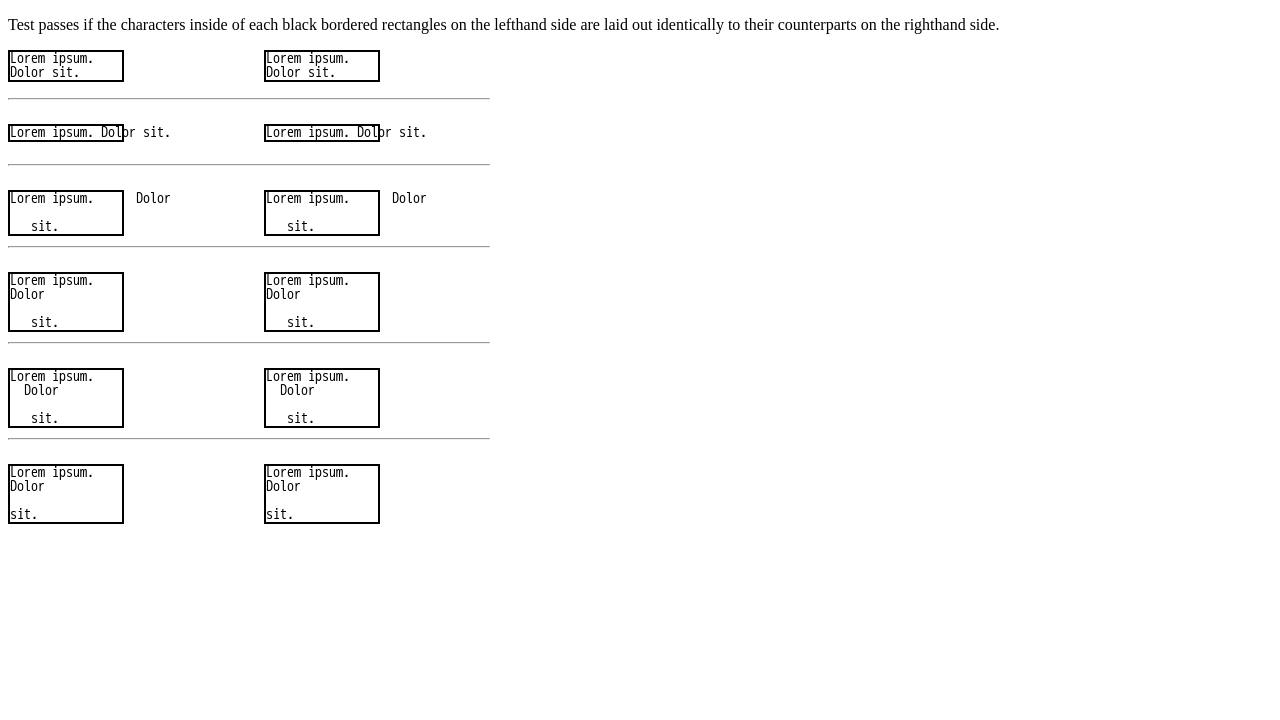 Test passes if the characters inside of each black bordered rectangles on the lefthand side are laid out identically to their counterparts on the righthand side.
Lorem ipsum. Lorem ipsum.
Dolor sit. Dolor sit.
Lorem ipsum. Dolor sit. Lorem ipsum. Dolor sit.
Lorem ipsum. Dolor Lorem ipsum. Dolor
sit. sit.
Lorem ipsum. Lorem ipsum.
Dolor Dolor
sit. sit.
Lorem ipsum. Lorem ipsum.
Dolor Dolor
sit. sit.
Lorem ipsum. Lorem ipsum.
Dolor Dolor
sit. sit.